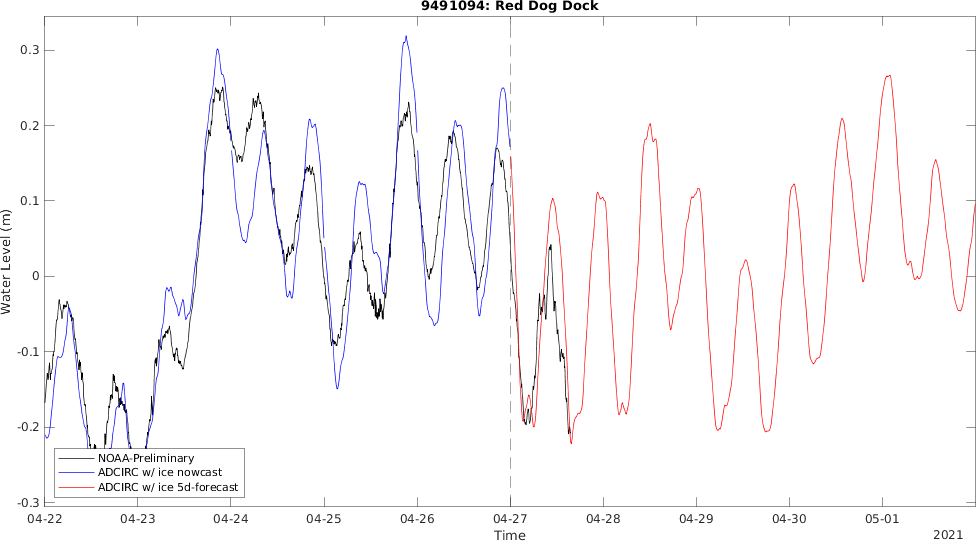 9491094: Red Dog Dock
0.3
0.2
0.1
0
-0.1
-0.2
-0.3
Water Level (m)
NOAA-Preliminary
ADCIRC w/ ice nowcast
ADCIRC w/ ice 5d-forecast
04-22 04-23 04-24 04-25 04-26 04-27 04-28 04-29 04-30 05-01
Time
2021